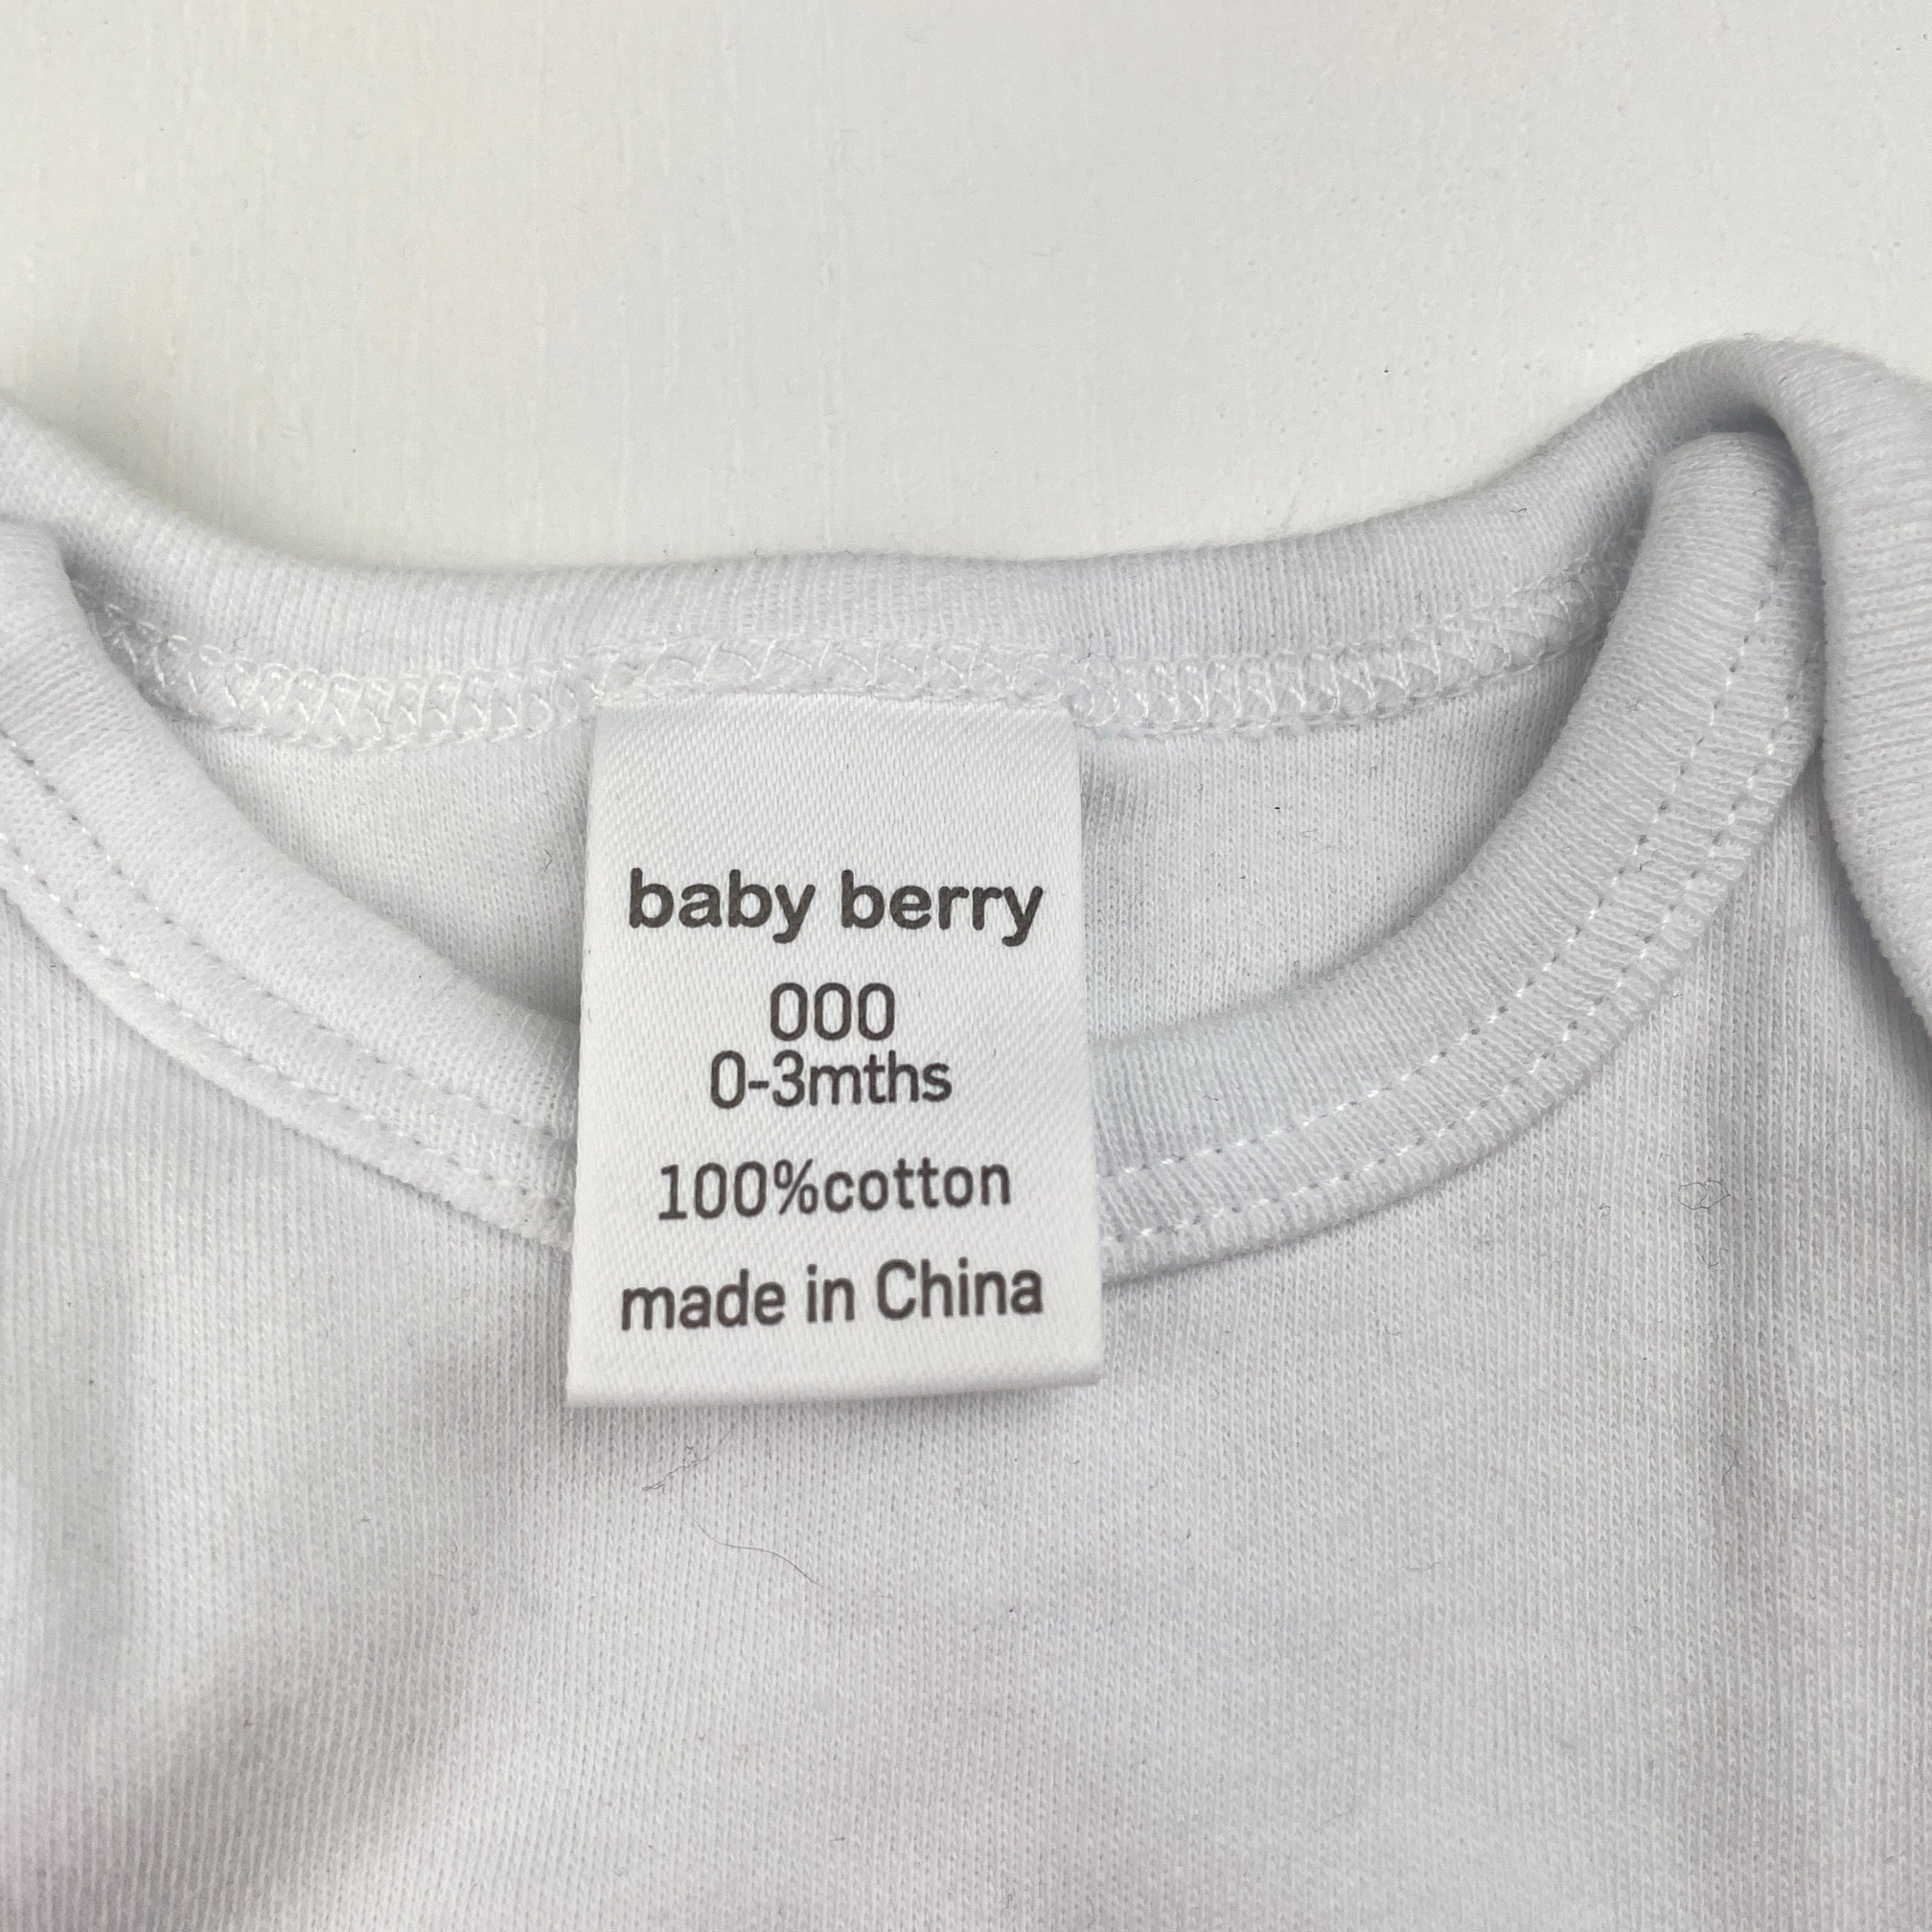 baby berry
000
0-3mths
100%cotton
made in China